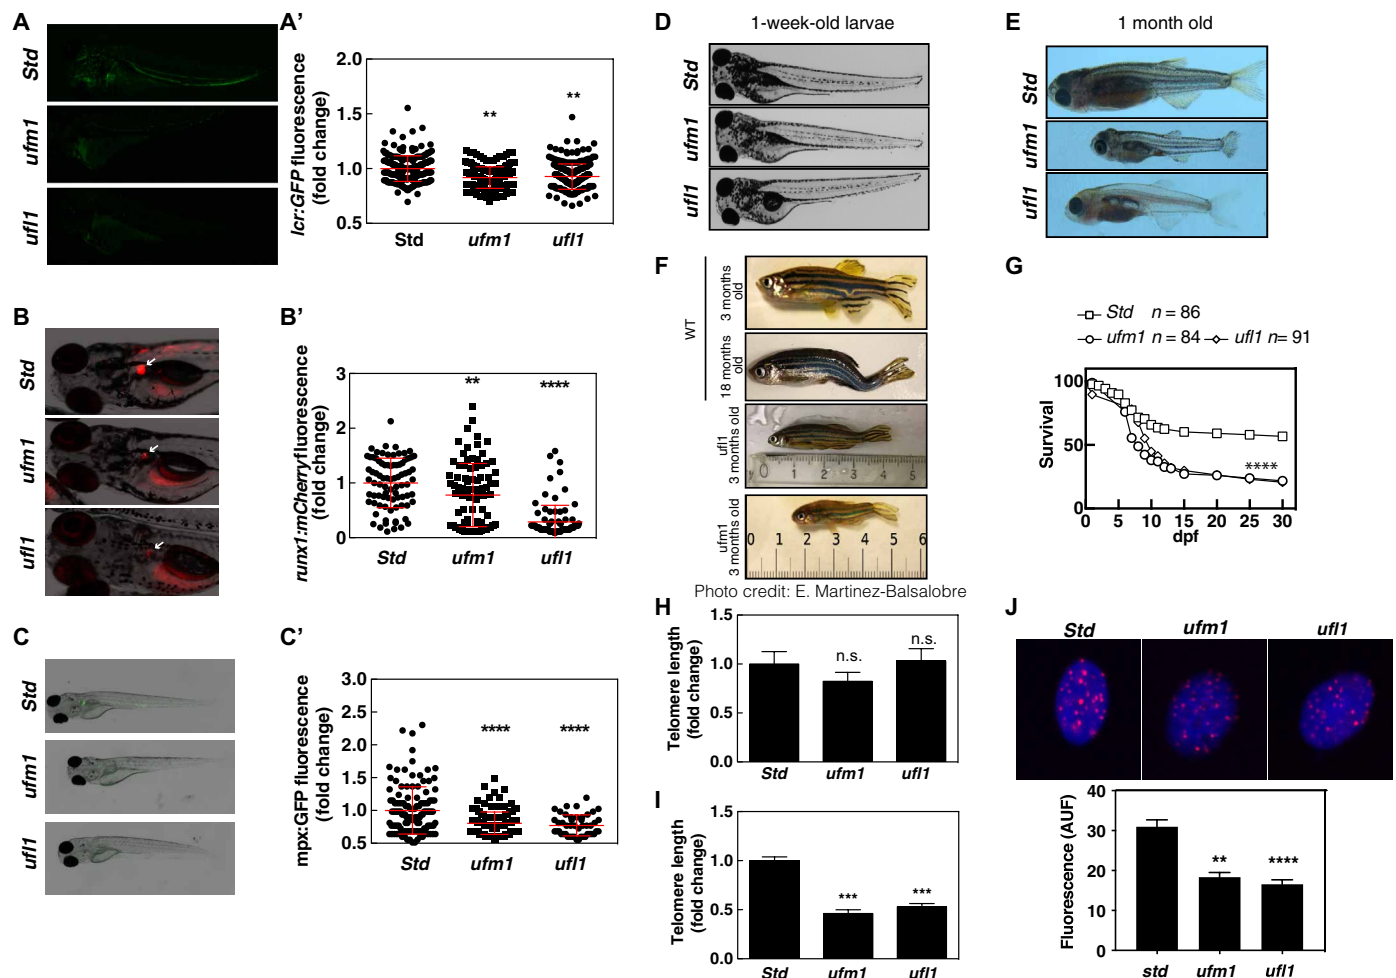 A
Std
ufm1
ufl1
A'
lcr:GFP fluorescence
(fold change)
2.0
1.5
1.0
0.5
**
**
Std ufm1 ufl1
B
Std
ufm1
ufl1
B'
runx1:mCherryfluorescence
(fold change)
3
2
1
0
**
****
Std ufm1 ufl1
C
Std
ufm1
ufl1
C'
mpx:GFP fluorescence
(fold change)
3.0
2.5
2.0
1.5
1.0
0.5
****
****
Std ufm1 ufl1
D
1-week-old larvae
Std
ufm1
ufl1
E
1 month old
Std
ufm1
ufl1
F
WT
3 months
old
18 months
old
ufl1
3 months old
0 1 2 3 4 5
ufm1
3 months old
0 1 2 3 4 5 6
Photo credit: E. Martinez-Balsalobre
G
Std n = 86
ufm1 n = 84 ufl1 n= 91
Survival
100
50
0
****
0 5 10 15 20 25 30
dpf
H
Telomere length
(fold change)
1.5
1.0
0.5
0.0
n.s.
n.s.
Std ufm1 ufl1
I
Telomere length
(fold change)
1.5
1.0
0.5
0.0
***
***
Std ufm1 ufl1
J
Std ufm1 ufl1
Fluorescence (AUF)
40
30
20
10
0
**
****
std ufm1 ufl1